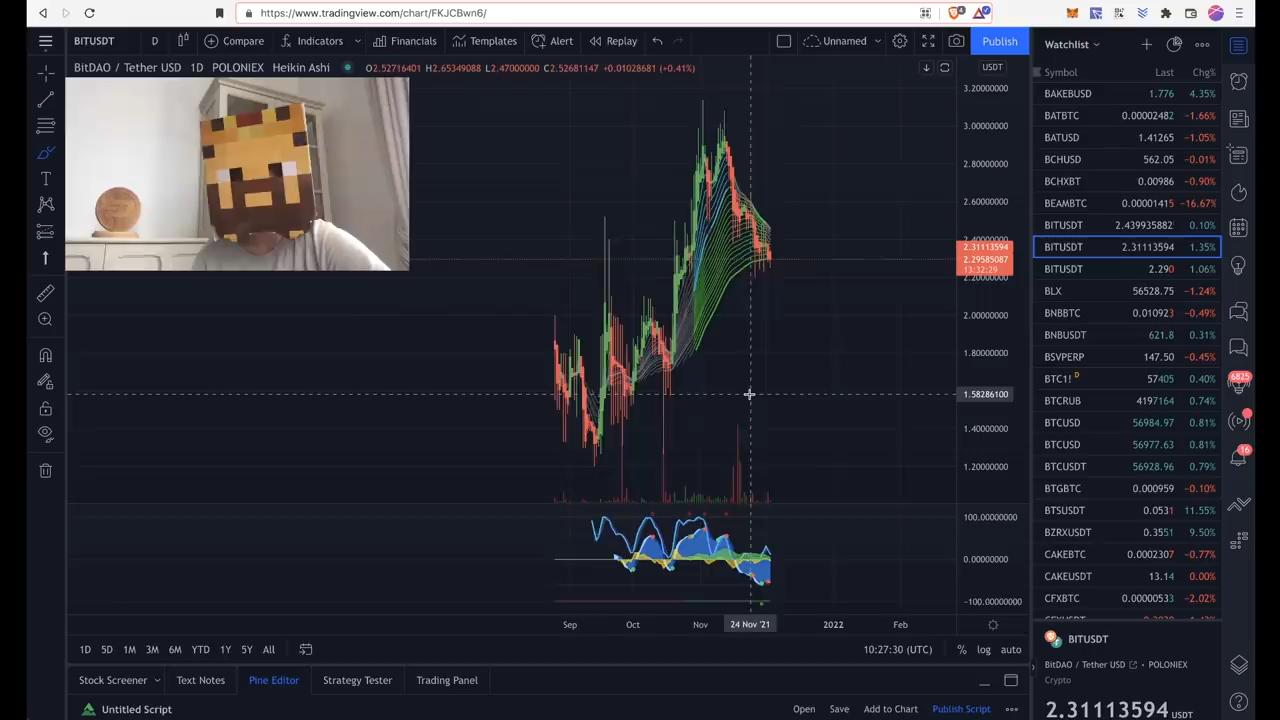 https://www.tradingview.com/chart/FKJCBwn6/
BITUSDT D Compare Indicators Financials Templates Alert Replay Unnamed Publish
BitDAO / Tether USD 1D POLONIEX Heikin Ashi O2.52716401 H2.65349088 L2.47000000 C2.52681147 +0.01028681 (+0.41%)
USDT
3.20000000
3.00000000
2.80000000
2.60000000
2.40000000
2.31113594
2.29585087
13:32:29
2.20000000
2.00000000
1.80000000
1.58286100
1.40000000
1.20000000
100.00000000
0.00000000
−100.00000000
Sep Oct Nov 24 Nov '21 2022 Feb
1D 5D 1M 3M 6M YTD 1Y 5Y All 10:27:30 (UTC) % log auto
Stock Screener Text Notes Pine Editor Strategy Tester Trading Panel
Untitled Script Open Save Add to Chart Publish Script
Watchlist
Symbol Last Chg%
BAKEBUSD 1.776 4.35%
BATBTC 0.00002482 −1.66%
BATUSD 1.41265 −1.05%
BCHUSD 562.05 −0.01%
BCHXBT 0.00986 −0.90%
BEAMBTC 0.00001415 −16.67%
BITUSDT 2.439935882 0.10%
BITUSDT 2.31113594 1.35%
BITUSDT 2.290 1.06%
BLX 56528.75 −1.24%
BNBBTC 0.010923 −0.49%
BNBUSDT 621.8 0.31%
BSVPERP 147.50 −0.45%
BTC1! D 57405 0.40%
BTCRUB 4197164 0.74%
BTCUSD 56984.97 0.81%
BTCUSD 56977.63 0.81%
BTCUSDT 56928.96 0.79%
BTGBTC 0.000959 −0.10%
BTSUSDT 0.0531 11.55%
BZRXUSDT 0.3551 9.50%
CAKEBTC 0.0002307 −0.77%
CAKEUSDT 13.14 0.00%
CFXBTC 0.00000533 −2.02%
BITUSDT
BitDAO / Tether USD POLONIEX
Crypto
2.31113594 USDT
6825
16
4